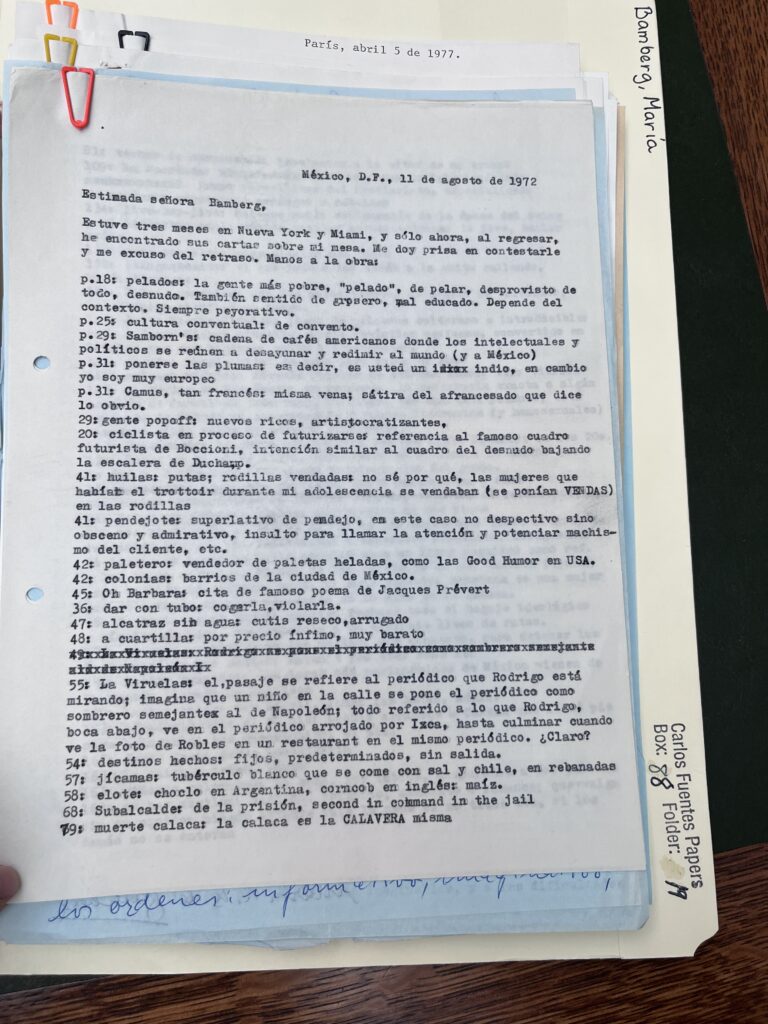 París, abril 5 de 1977.
Bamberg, María
México, D.F., 11 de agosto de 1972
Estimada señora Bamberg,
Estuve tres meses en Nueva York y Miami, y sólo ahora, al regresar,
he encontrado sus cartas sobre mi mesa. Me doy prisa en contestarle
y me excuso del retraso. Manos a la obra:
p.18: pelados: la gente más pobre, "pelado", de pelar, desprovisto de
todo, desnudo. También sentido de grosero, mal educado. Depende del
contexto. Siempre peyorativo.
p.25: cultura conventual: de convento.
p.29: Samborn's: cadena de cafés americanos donde los intelectuales y
políticos se reúnen a desayunar y redimir al mundo (y a México)
p.31: ponerse las plumas: es decir, es usted un indio, en cambio
yo soy muy europeo
p.31: Camus, tan francés: misma vena; sátira del afrancesado que dice
lo obvio.
29: gente popoff: nuevos ricos, artistocratizantes,
20: ciclista en proceso de futurizarse: referencia al famoso cuadro
futurista de Boccioni, intención similar al cuadro del desnudo bajando
la escalera de Duchamp.
41: huilas: putas; rodillas vendadas: no sé por qué, las mujeres que
hacían el trottoir durante mi adolescencia se vendaban (se ponían VENDAS)
en las rodillas
41: pendejote: superlativo de pendejo, en este caso no despectivo sino
obsceno y admirativo, insulto para llamar la atención y potenciar machis-
mo del cliente, etc.
42: paletero: vendedor de paletas heladas, como las Good Humor en USA.
42: colonias: barrios de la ciudad de México.
45: Oh Barbara: cita de famoso poema de Jacques Prévert
36: dar con tubo: cogerla, violarla.
47: alcatraz sin agua: cutis reseco, arrugado
48: a cuartilla: por precio ínfimo, muy barato
55: La Viruelas: el, pasaje se refiere al periódico que Rodrigo está
mirando; imagina que un niño en la calle se pone el periódico como
sombrero semejantex al de Napoleón; todo referido a lo que Rodrigo,
boca abajo, ve en el periódico arrojado por Ixca, hasta culminar cuando
ve la foto de Robles en un restaurant en el mismo periódico. ¿Claro?
54: destinos hechos: fijos, predeterminados, sin salida.
57: jícamas: tubérculo blanco que se come con sal y chile, en rebanadas
58: elote: choclo en Argentina, corncob en inglés: maíz.
68: Subalcalde: de la prisión, second in command in the jail
79: muerte calaca: la calaca es la CALAVERA misma
los ordenes: informativo,
Carlos Fuentes Papers
Box: 88 Folder: 19